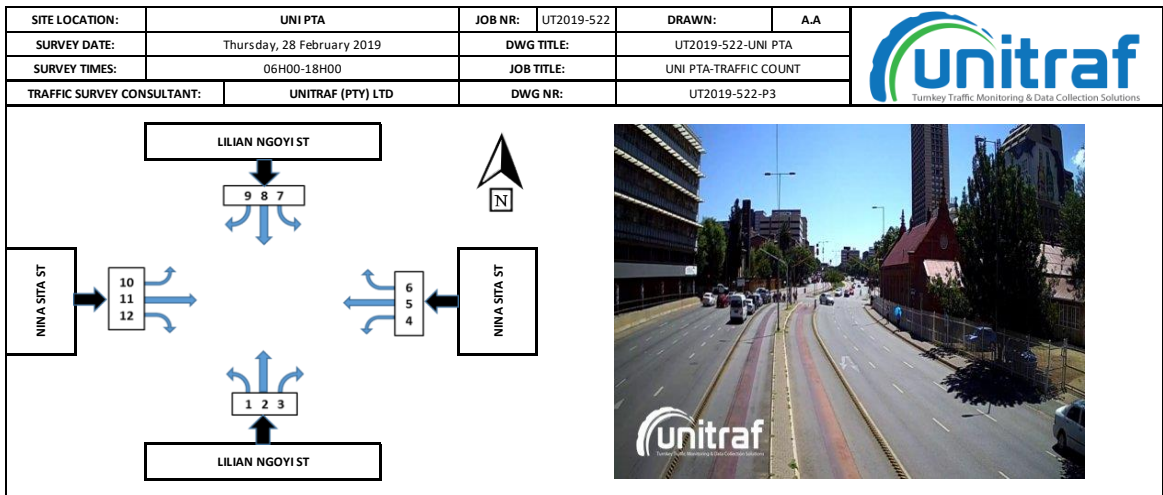 SITE LOCATION: UNI PTA JOB NR: UT2019-522 DRAWN: A.A
SURVEY DATE: Thursday, 28 February 2019 DWG TITLE: UT2019-522-UNI PTA
SURVEY TIMES: 06H00-18H00 JOB TITLE: UNI PTA-TRAFFIC COUNT
TRAFFIC SURVEY CONSULTANT: UNITRAF (PTY) LTD DWG NR: UT2019-522-P3
unitraf
Turnkey Traffic Monitoring & Data Collection Solutions
LILIAN NGOYI ST
9 8 7
N
NINA SITA ST
10
11
12
6
5
4
NINA SITA ST
1 2 3
LILIAN NGOYI ST
unitraf
Turnkey Traffic Monitoring & Data Collection Solutions